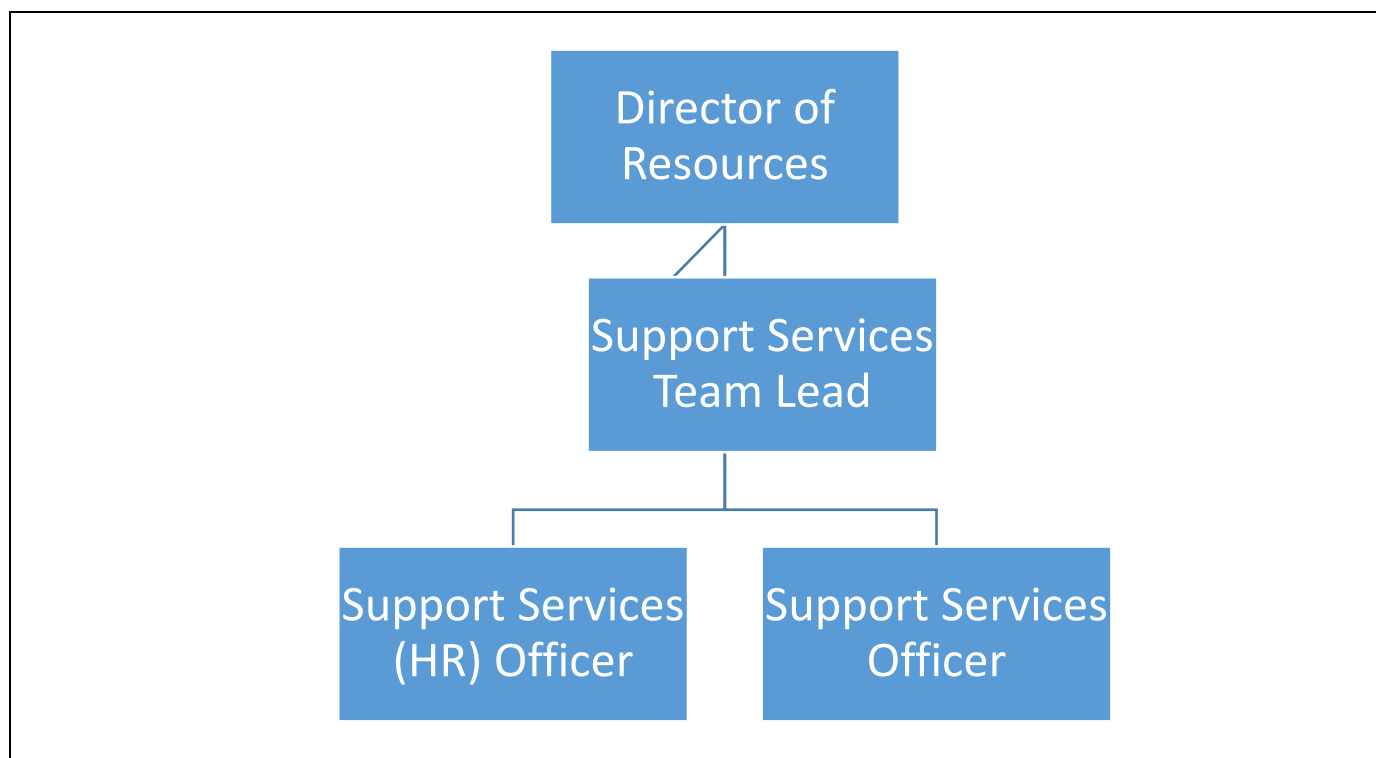 Director of
Resources
Support Services
Team Lead
Support Services
(HR) Officer
Support Services
Officer